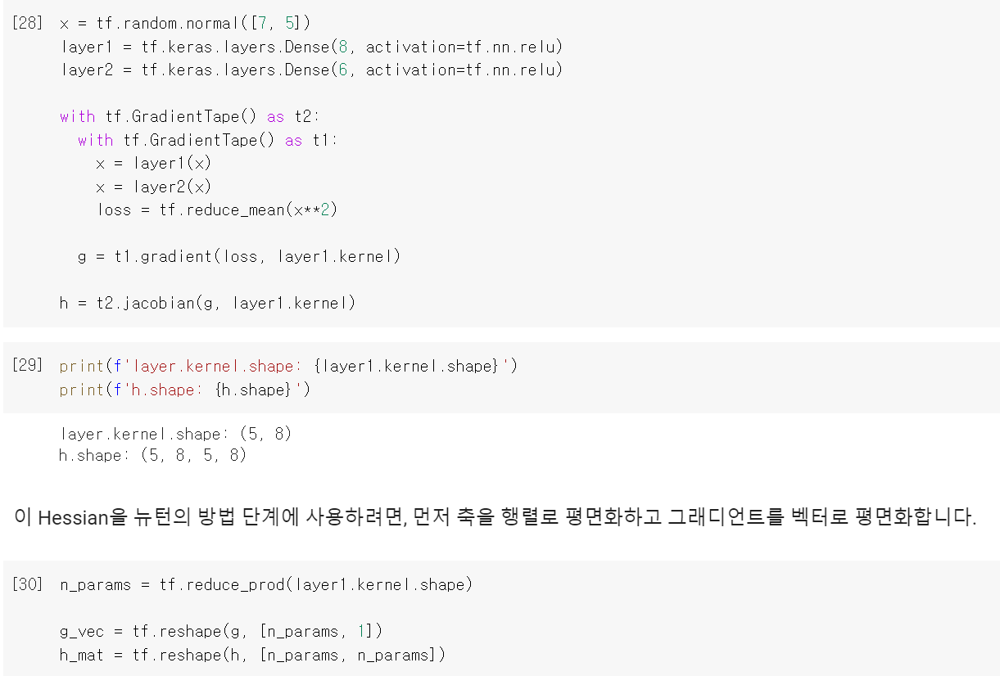 [28] x = tf.random.normal([7, 5])
layer1 = tf.keras.layers.Dense(8, activation=tf.nn.relu)
layer2 = tf.keras.layers.Dense(6, activation=tf.nn.relu)
with tf.GradientTape() as t2:
with tf.GradientTape() as t1:
x = layer1(x)
x = layer2(x)
loss = tf.reduce_mean(x**2)
g = t1.gradient(loss, layer1.kernel)
h = t2.jacobian(g, layer1.kernel)
[29] print(f'layer.kernel.shape: {layer1.kernel.shape}')
print(f'h.shape: {h.shape}')
layer.kernel.shape: (5, 8)
h.shape: (5, 8, 5, 8)
이 Hessian을 뉴턴의 방법 단계에 사용하려면, 먼저 축을 행렬로 평면화하고 그래디언트를 벡터로 평면화합니다.
[30] n_params = tf.reduce_prod(layer1.kernel.shape)
g_vec = tf.reshape(g, [n_params, 1])
h_mat = tf.reshape(h, [n_params, n_params])